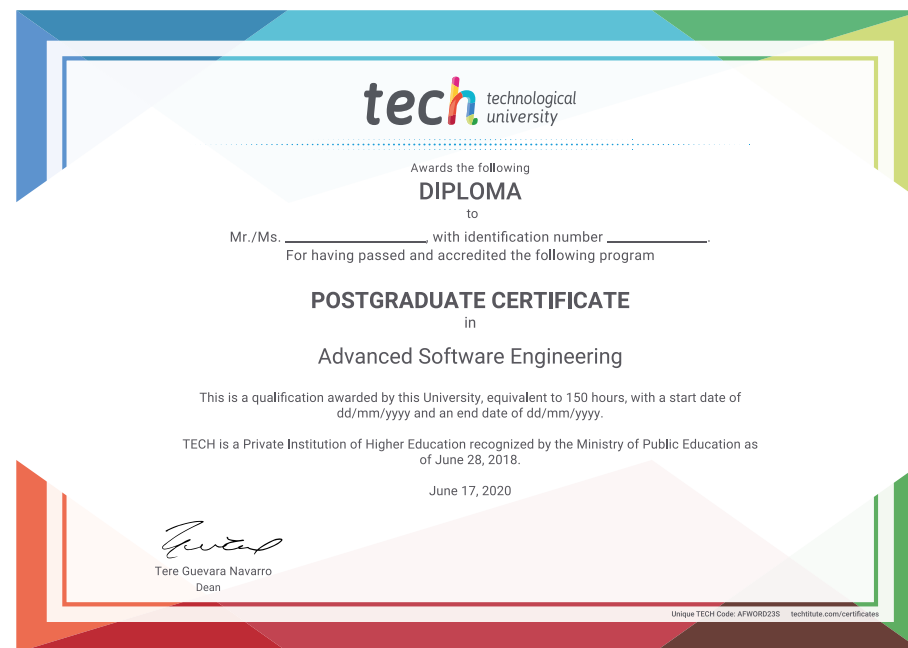 tech technological
university
Awards the following
DIPLOMA
to
Mr./Ms. ____________, with identification number _________.
For having passed and accredited the following program
POSTGRADUATE CERTIFICATE
in
Advanced Software Engineering
This is a qualification awarded by this University, equivalent to 150 hours, with a start date of
dd/mm/yyyy and an end date of dd/mm/yyyy.
TECH is a Private Institution of Higher Education recognized by the Ministry of Public Education as
of June 28, 2018.
June 17, 2020
Tere Guevara Navarro
Dean
Unique TECH Code: AFWORD23S techtitute.com/certificates